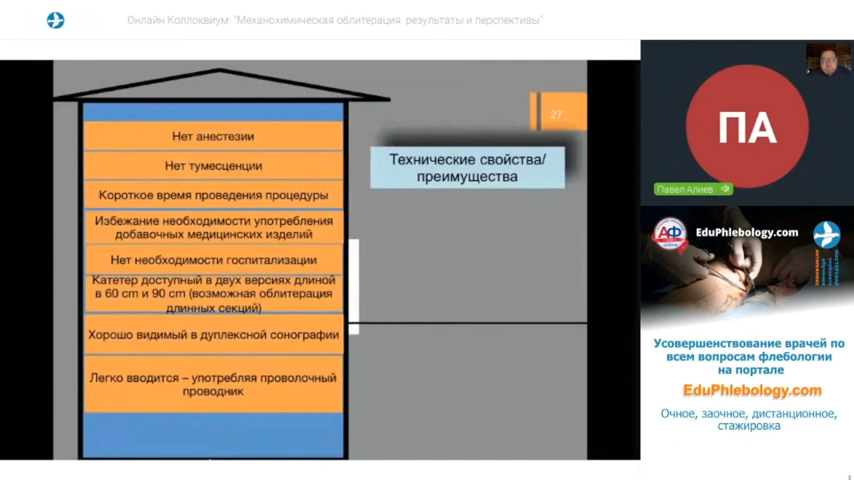 Онлайн Коллоквиум: "Механохимическая облитерация: результаты и перспективы"
Нет анестезии
Нет тумесценции
Короткое время проведения процедуры
Избежание необходимости употребления
добавочных медицинских изделий
Нет необходимости госпитализации
Катетер доступный в двух версиях длиной
в 60 cm и 90 cm (возможная облитерация
длинных секций)
Хорошо видимый в дуплексной сонографии
Легко вводится – употребляя проволочный
проводник
27
Технические свойства/
преимущества
ПА
Павел Алиев
АФ
EduPhlebology.com
Усовершенствование врачей по
всем вопросам флебологии
на портале
EduPhlebology.com
Очное, заочное, дистанционное,
стажировка